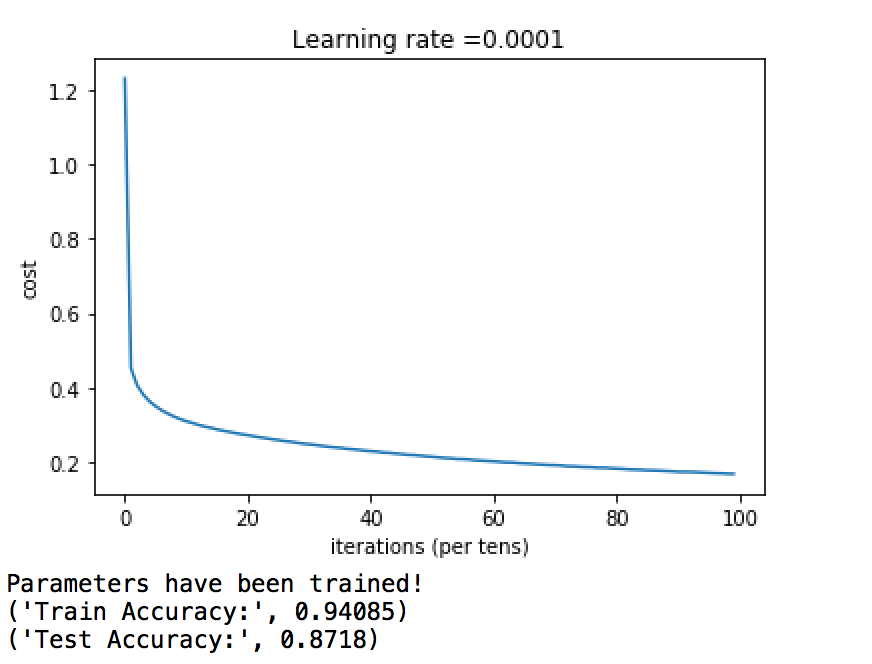 Learning rate =0.0001
1.2
1.0
0.8
0.6
0.4
0.2
cost
0 20 40 60 80 100
iterations (per tens)
Parameters have been trained!
('Train Accuracy:', 0.94085)
('Test Accuracy:', 0.8718)